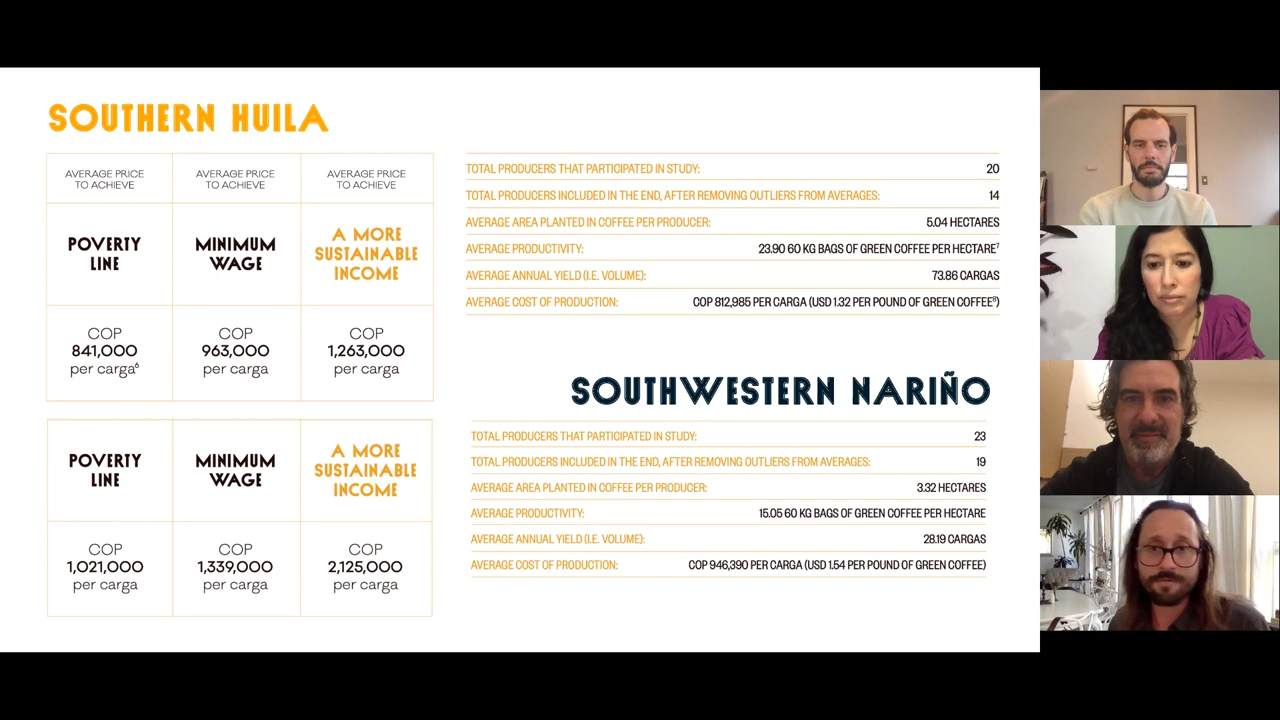 SOUTHERN HUILA
AVERAGE PRICE
TO ACHIEVE
AVERAGE PRICE
TO ACHIEVE
AVERAGE PRICE
TO ACHIEVE
POVERTY
LINE
MINIMUM
WAGE
A MORE
SUSTAINABLE
INCOME
COP
841,000
per carga⁶
COP
963,000
per carga
COP
1,263,000
per carga
TOTAL PRODUCERS THAT PARTICIPATED IN STUDY: 20
TOTAL PRODUCERS INCLUDED IN THE END, AFTER REMOVING OUTLIERS FROM AVERAGES: 14
AVERAGE AREA PLANTED IN COFFEE PER PRODUCER: 5.04 HECTARES
AVERAGE PRODUCTIVITY: 23.90 60 KG BAGS OF GREEN COFFEE PER HECTARE⁷
AVERAGE ANNUAL YIELD (I.E. VOLUME): 73.86 CARGAS
AVERAGE COST OF PRODUCTION: COP 812,985 PER CARGA (USD 1.32 PER POUND OF GREEN COFFEE⁸)
SOUTHWESTERN NARIÑO
POVERTY
LINE
MINIMUM
WAGE
A MORE
SUSTAINABLE
INCOME
COP
1,021,000
per carga
COP
1,339,000
per carga
COP
2,125,000
per carga
TOTAL PRODUCERS THAT PARTICIPATED IN STUDY: 23
TOTAL PRODUCERS INCLUDED IN THE END, AFTER REMOVING OUTLIERS FROM AVERAGES: 19
AVERAGE AREA PLANTED IN COFFEE PER PRODUCER: 3.32 HECTARES
AVERAGE PRODUCTIVITY: 15.05 60 KG BAGS OF GREEN COFFEE PER HECTARE
AVERAGE ANNUAL YIELD (I.E. VOLUME): 28.19 CARGAS
AVERAGE COST OF PRODUCTION: COP 946,390 PER CARGA (USD 1.54 PER POUND OF GREEN COFFEE)